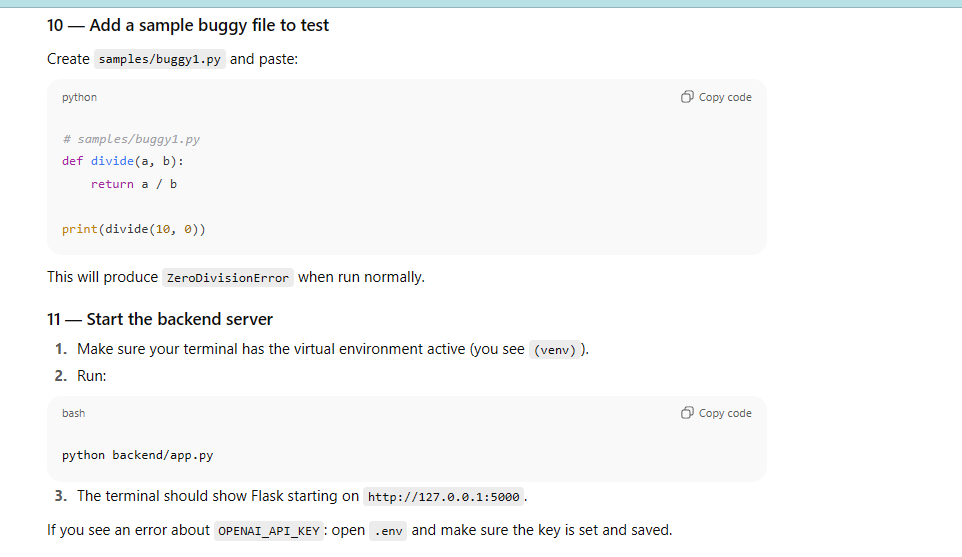 10 — Add a sample buggy file to test
Create samples/buggy1.py and paste:
python
Copy code
# samples/buggy1.py
def divide(a, b):
    return a / b
print(divide(10, 0))
This will produce ZeroDivisionError when run normally.
11 — Start the backend server
1. Make sure your terminal has the virtual environment active (you see (venv) ).
2. Run:
bash
Copy code
python backend/app.py
3. The terminal should show Flask starting on http://127.0.0.1:5000 .
If you see an error about OPENAI_API_KEY : open .env and make sure the key is set and saved.